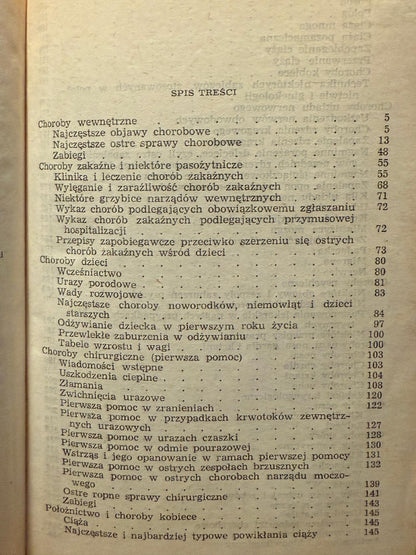 SPIS TREŚCI
Choroby wewnętrzne . . . . . . . . . . 5
Najczęstsze objawy chorobowe . . . . . . . . 5
Najczęstsze ostre sprawy chorobowe . . . . . . 13
Zabiegi . . . . . . . . . . . . 48
Choroby zakaźne i niektóre pasożytnicze . . . . . 55
Klinika i leczenie chorób zakaźnych . . . . . . 55
Wylęganie i zaraźliwość chorób zakaźnych . . . . 68
Niektóre grzybice narządów wewnętrznych . . . . 71
Wykaz chorób podlegających obowiązkowemu zgłaszaniu 72
Wykaz chorób zakaźnych podlegających przymusowej
hospitalizacji . . . . . . . . . . 72
Przepisy zapobiegawcze przeciwko szerzeniu się ostrych
chorób zakaźnych wśród dzieci . . . . . . 73
Choroby dzieci . . . . . . . . . . . 80
Wcześniactwo . . . . . . . . . . . 80
Urazy porodowe . . . . . . . . . . 81
Wady rozwojowe . . . . . . . . . . 83
Najczęstsze choroby noworodków, niemowląt i dzieci
starszych . . . . . . . . . . . 84
Odżywianie dziecka w pierwszym roku życia . . . . 97
Przewlekłe zaburzenia w odżywianiu . . . . . . 100
Tabele wzrostu i wagi . . . . . . . . . 100
Choroby chirurgiczne (pierwsza pomoc) . . . . . 103
Wiadomości wstępne . . . . . . . . . 103
Uszkodzenia cieplne . . . . . . . . . 104
Złamania . . . . . . . . . . . . 108
Zwichnięcia urazowe . . . . . . . . . 120
Pierwsza pomoc w zranieniach . . . . . . . 122
Pierwsza pomoc w przypadkach krwotoków zewnętrz-
nych urazowych . . . . . . . . . . 127
Pierwsza pomoc w urazach czaszki . . . . . . 128
Pierwsza pomoc w odmie pourazowej . . . . . . 130
Wstrząs i jego opanowanie w ramach pierwszej pomocy 131
Pierwsza pomoc w ostrych zespołach brzusznych . . 132
Pierwsza pomoc w ostrych chorobach narządu moczo-
wego . . . . . . . . . . . . 139
Ostre ropne sprawy chirurgiczne . . . . . . 141
Zabiegi . . . . . . . . . . . . 143
Położnictwo i choroby kobiece . . . . . . . 145
Ciąża . . . . . . . . . . . . . 145
Najczęstsze i najbardziej typowe powikłania ciąży . . 145